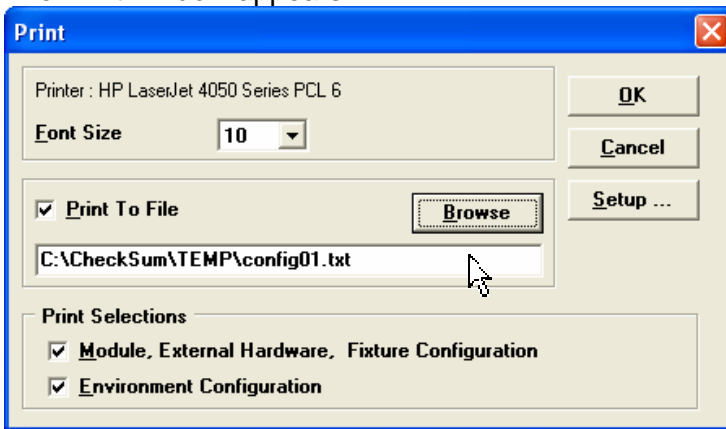 Print
Printer : HP LaserJet 4050 Series PCL 6
Font Size 10
OK
Cancel
Setup ...
Print To File
Browse
C:\CheckSum\TEMP\config01.txt
Print Selections
Module, External Hardware, Fixture Configuration
Environment Configuration